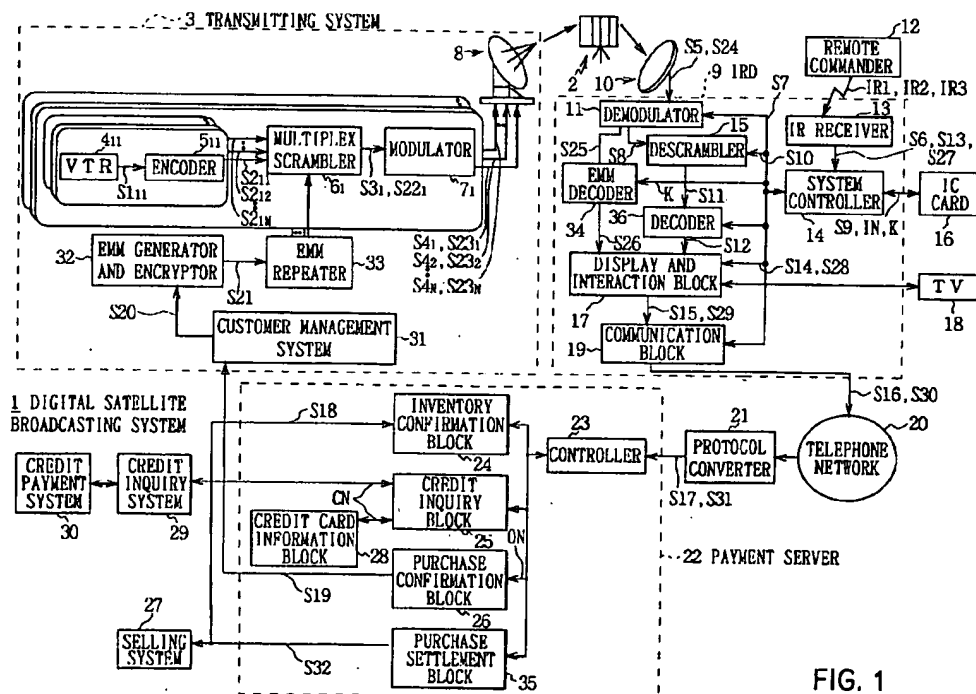 3 TRANSMITTING SYSTEM
8
2
10
S5, S24
9 IRD
12
REMOTE
COMMANDER
IR1, IR2, IR3
S7
11
DEMODULATOR
15
13
IR RECEIVER
S25
S8
DESCRAMBLER
S10
S6, S13,
S27
4₁₁
VTR
S1₁₁
5₁₁
ENCODER
S2₁₁
S2₁₂
S2₁N
MULTIPLEX
SCRAMBLER
6₁
S3₁, S22₁
MODULATOR
7₁
EMM
DECODER
34
K
S11
36
DECODER
SYSTEM
CONTROLLER
14
S9, IN, K
IC
CARD
16
S26
S12
S4₁, S23₁
S4₂, S23₂
S4N, S23N
32
EMM GENERATOR
AND ENCRYPTOR
S21
EMM
REPEATER
33
DISPLAY AND
INTERACTION BLOCK
17
S14, S28
TV
18
S20
CUSTOMER MANAGEMENT
SYSTEM
31
S15, S29
19
COMMUNICATION
BLOCK
S16, S30
1 DIGITAL SATELLITE
BROADCASTING SYSTEM
S18
INVENTORY
CONFIRMATION
BLOCK
24
23
CONTROLLER
S17, S31
21
PROTOCOL
CONVERTER
20
TELEPHONE
NETWORK
CREDIT
PAYMENT
SYSTEM
30
CREDIT
INQUIRY
SYSTEM
29
CN
CREDIT
INQUIRY
BLOCK
25
CREDIT CARD
INFORMATION
BLOCK
28
ON
S19
PURCHASE
CONFIRMATION
BLOCK
26
22 PAYMENT SERVER
27
SELLING
SYSTEM
S32
PURCHASE
SETTLEMENT
BLOCK
35
FIG. 1